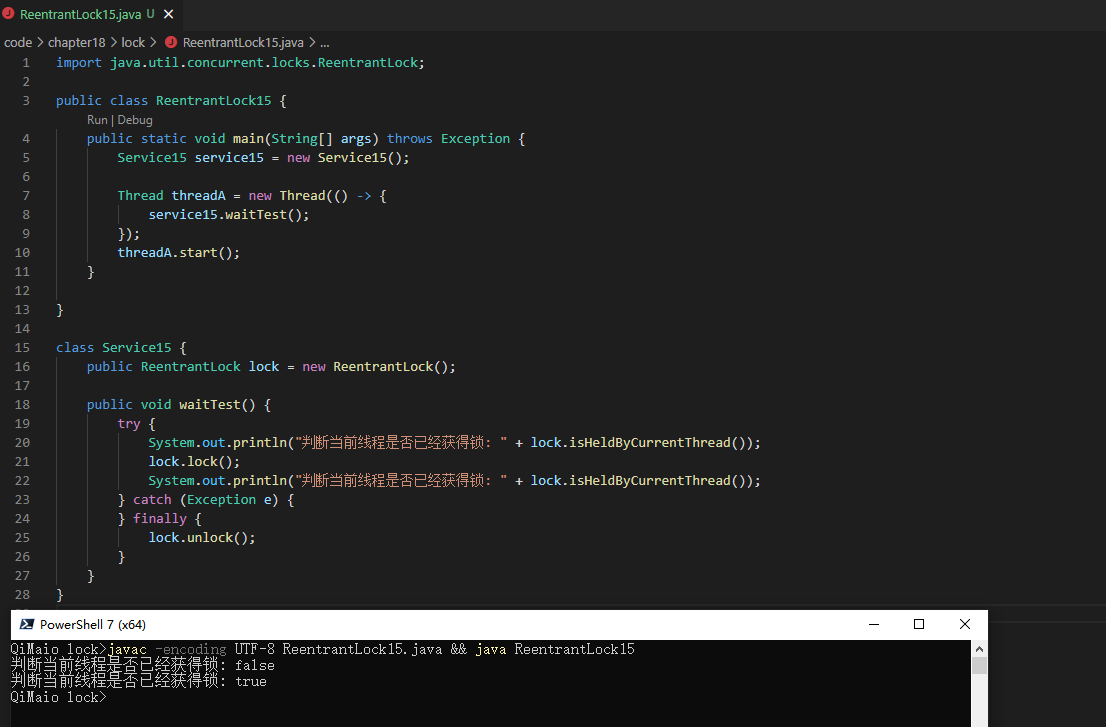 ReentrantLock15.java U
code > chapter18 > lock > ReentrantLock15.java > ...
1 import java.util.concurrent.locks.ReentrantLock;
2
3 public class ReentrantLock15 {
Run | Debug
4 public static void main(String[] args) throws Exception {
5 Service15 service15 = new Service15();
6
7 Thread threadA = new Thread(() -> {
8 service15.waitTest();
9 });
10 threadA.start();
11 }
12
13 }
14
15 class Service15 {
16 public ReentrantLock lock = new ReentrantLock();
17
18 public void waitTest() {
19 try {
20 System.out.println("判断当前线程是否已经获得锁: " + lock.isHeldByCurrentThread());
21 lock.lock();
22 System.out.println("判断当前线程是否已经获得锁: " + lock.isHeldByCurrentThread());
23 } catch (Exception e) {
24 } finally {
25 lock.unlock();
26 }
27 }
28 }
PowerShell 7 (x64)
QiMaio lock>javac -encoding UTF-8 ReentrantLock15.java && java ReentrantLock15
判断当前线程是否已经获得锁: false
判断当前线程是否已经获得锁: true
QiMaio lock>